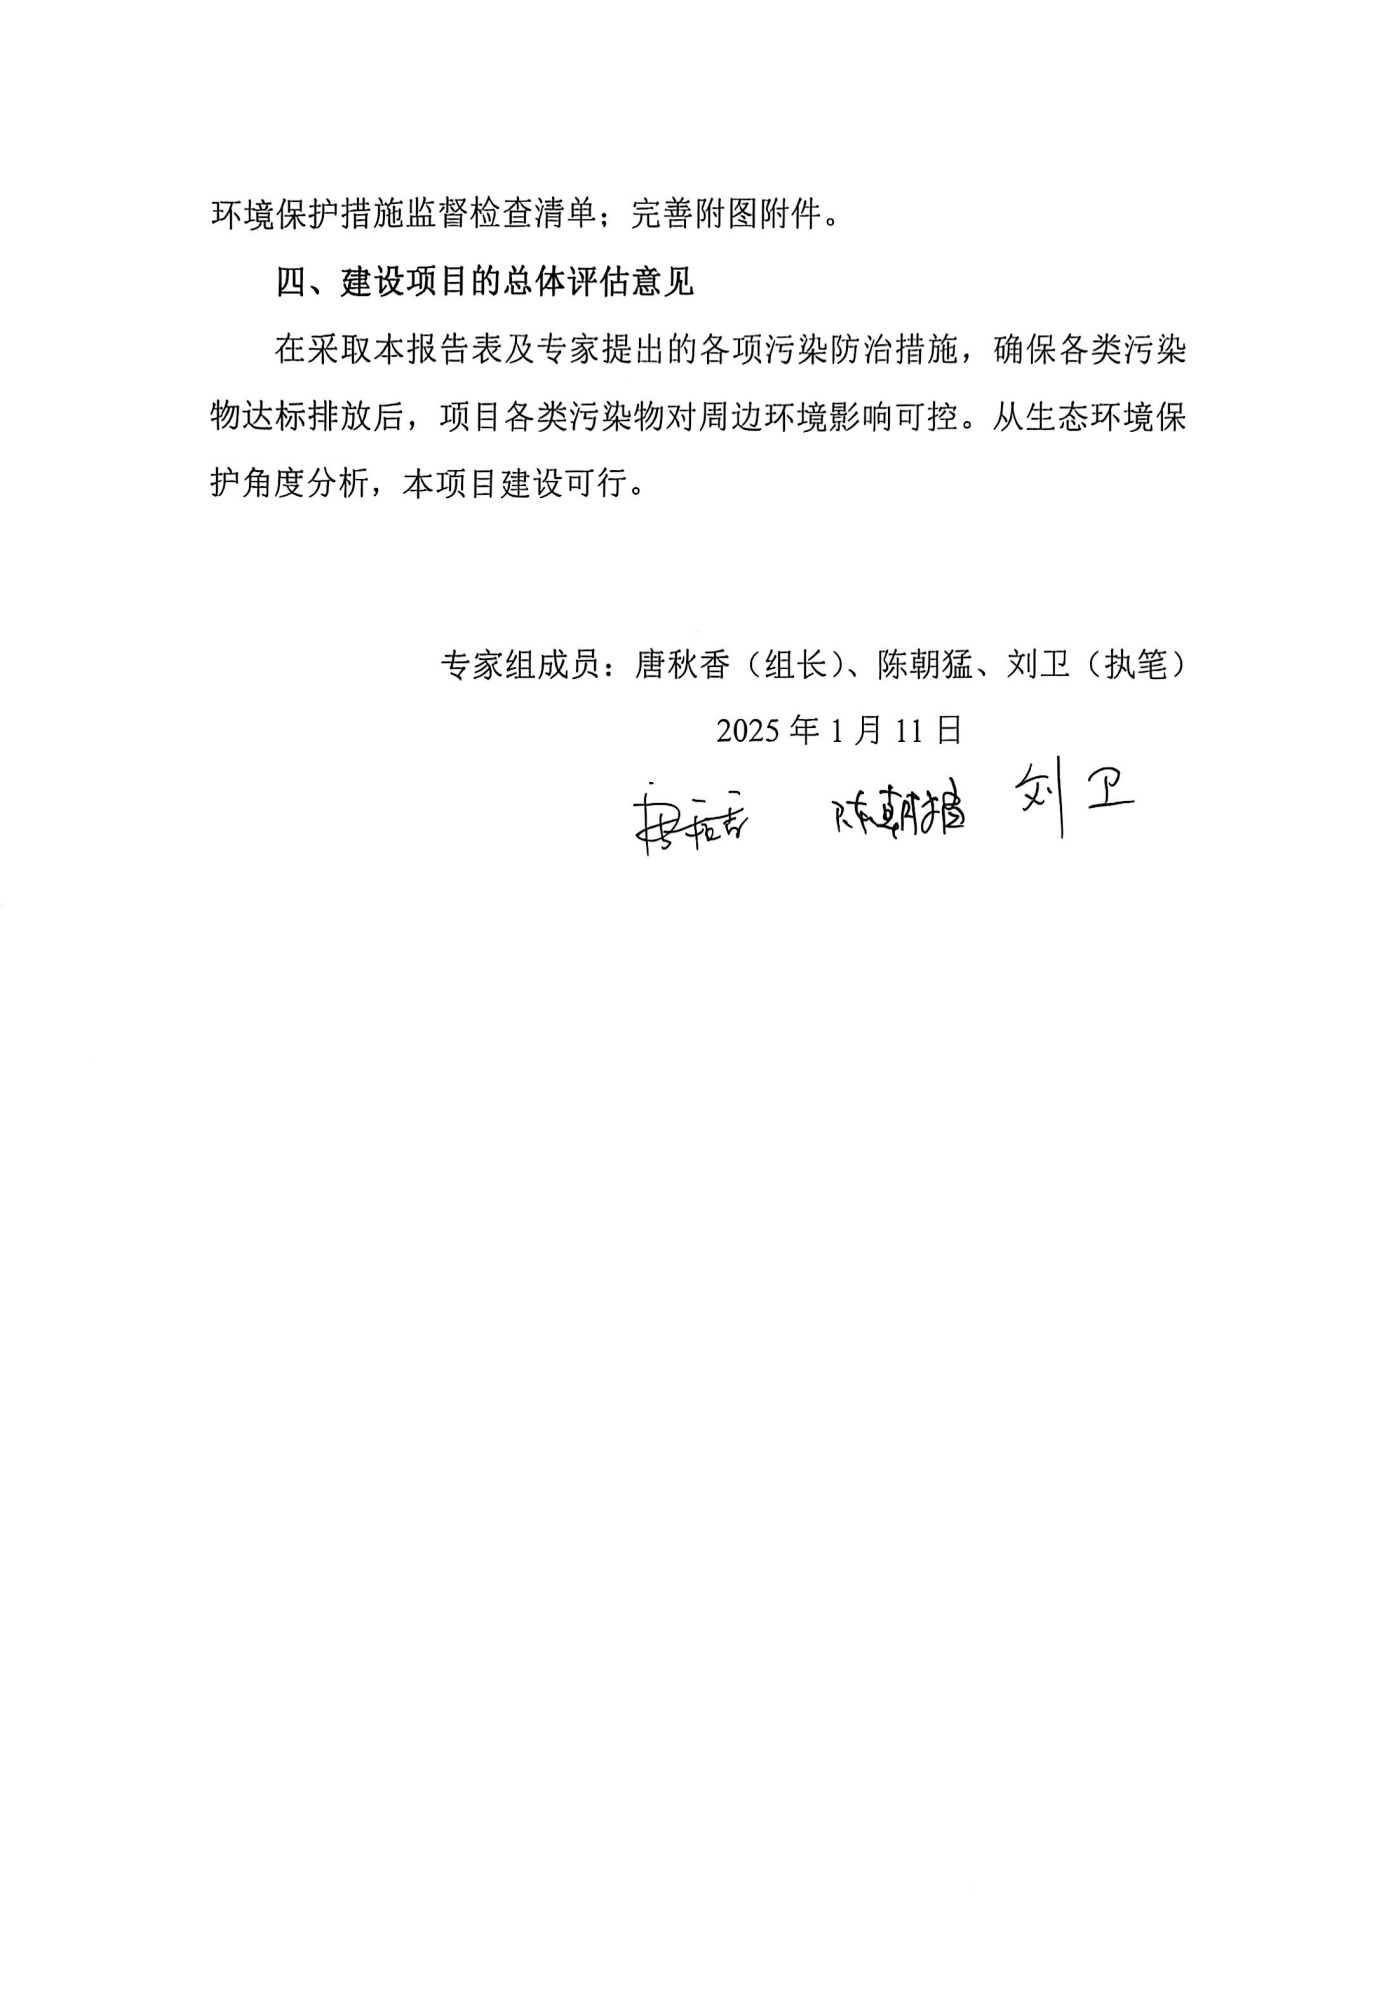 环境保护措施监督检查清单；完善附图附件。
四、建设项目的总体评估意见
在采取本报告表及专家提出的各项污染防治措施，确保各类污染
物达标排放后，项目各类污染物对周边环境影响可控。从生态环境保
护角度分析，本项目建设可行。
专家组成员：唐秋香（组长）、陈朝猛、刘卫（执笔）
2025 年 1 月 11 日
陈朝猛 刘卫